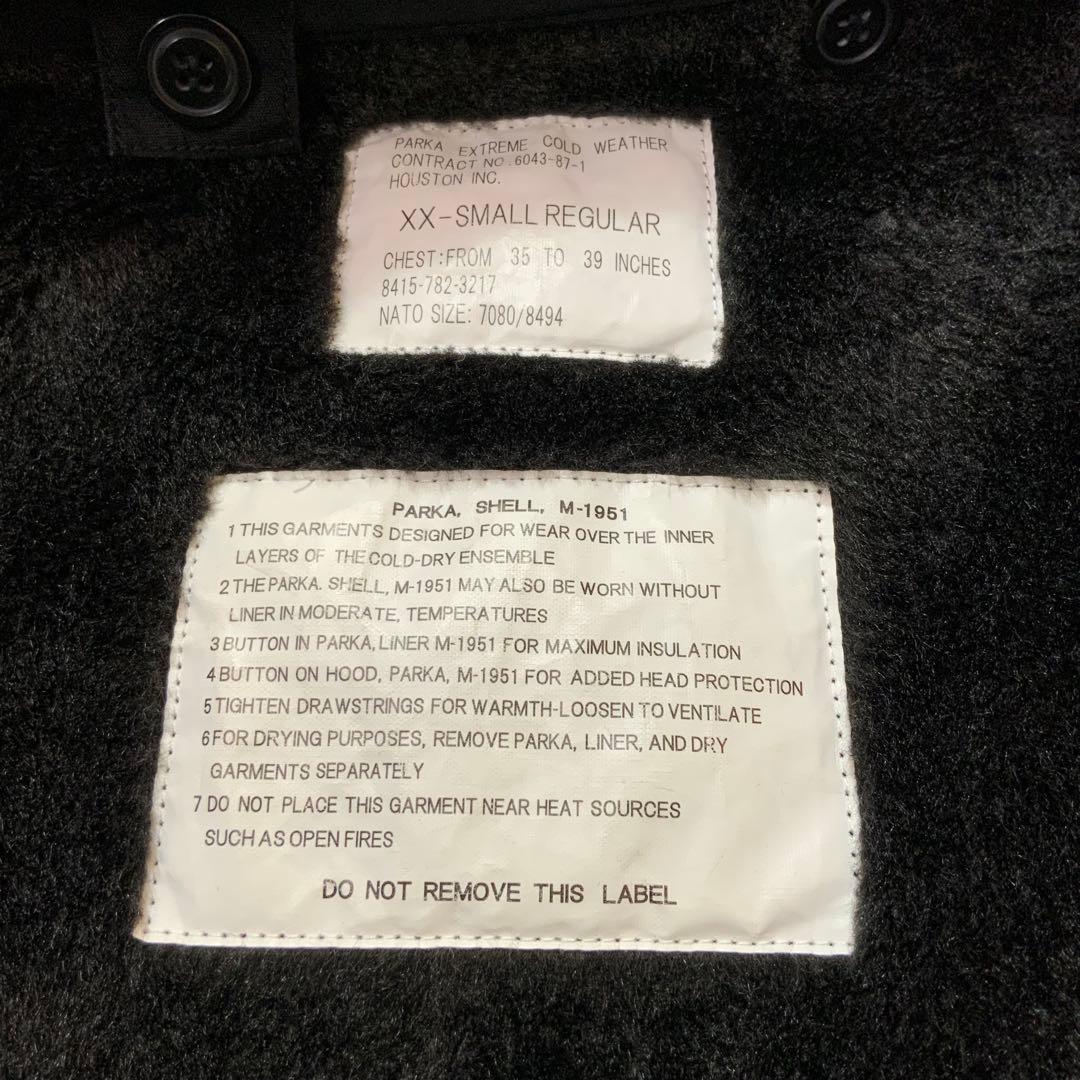 PARKA EXTREME COLD WEATHER
CONTRACT NO.6043-87-1
HOUSTON INC.
XX-SMALL REGULAR
CHEST:FROM 35 TO 39 INCHES
8415-782-3217
NATO SIZE: 7080/8494
PARKA, SHELL, M-1951
1 THIS GARMENTS DESIGNED FOR WEAR OVER THE INNER
LAYERS OF THE COLD-DRY ENSEMBLE
2 THE PARKA. SHELL, M-1951 MAY ALSO BE WORN WITHOUT
LINER IN MODERATE, TEMPERATURES
3 BUTTON IN PARKA, LINER M-1951 FOR MAXIMUM INSULATION
4 BUTTON ON HOOD, PARKA, M-1951 FOR ADDED HEAD PROTECTION
5 TIGHTEN DRAWSTRINGS FOR WARMTH-LOOSEN TO VENTILATE
6 FOR DRYING PURPOSES, REMOVE PARKA, LINER, AND DRY
GARMENTS SEPARATELY
7 DO NOT PLACE THIS GARMENT NEAR HEAT SOURCES
SUCH AS OPEN FIRES
DO NOT REMOVE THIS LABEL